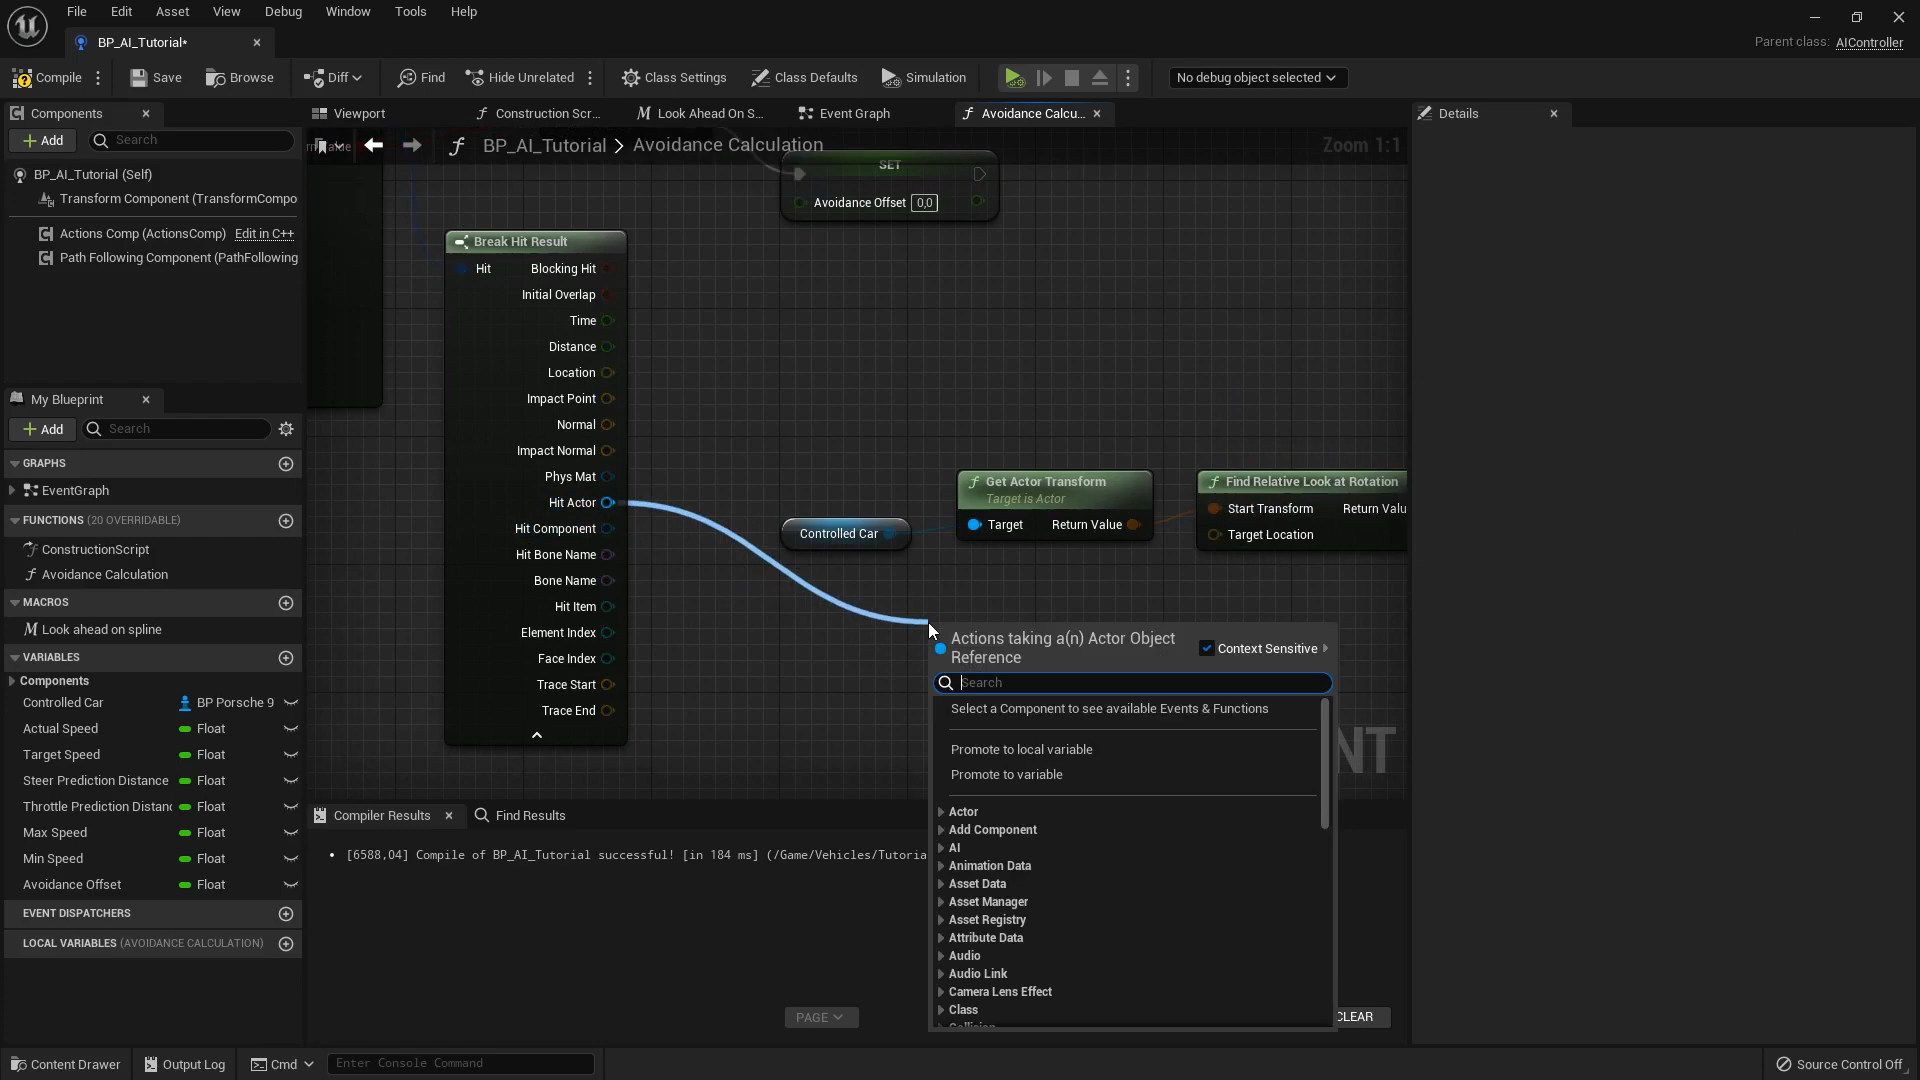 File Edit Asset View Debug Window Tools Help
BP_AI_Tutorial*
Parent class: AIController
Compile Save Browse Diff Find Hide Unrelated Class Settings Class Defaults Simulation No debug object selected
Components
Viewport Construction Scr... Look Ahead On S... Event Graph Avoidance Calcu... Details
Add Search
BP_AI_Tutorial > Avoidance Calculation Zoom 1:1
BP_AI_Tutorial (Self)
Transform Component (TransformCompo
Actions Comp (ActionsComp) Edit in C++
Path Following Component (PathFollowing
SET
Avoidance Offset 0,0
Break Hit Result
Hit Blocking Hit
Initial Overlap
Time
Distance
Location
Impact Point
Normal
Impact Normal
Phys Mat
Hit Actor
Hit Component
Hit Bone Name
Bone Name
Hit Item
Element Index
Face Index
Trace Start
Trace End
Controlled Car
Get Actor Transform
Target is Actor
Target Return Value
Find Relative Look at Rotation
Start Transform Return Valu
Target Location
My Blueprint
Add Search
GRAPHS
EventGraph
FUNCTIONS (20 OVERRIDABLE)
ConstructionScript
Avoidance Calculation
MACROS
Look ahead on spline
VARIABLES
Components
Controlled Car BP Porsche 9
Actual Speed Float
Target Speed Float
Steer Prediction Distance Float
Throttle Prediction Distanc Float
Max Speed Float
Min Speed Float
Avoidance Offset Float
EVENT DISPATCHERS
LOCAL VARIABLES (AVOIDANCE CALCULATION)
Actions taking a(n) Actor Object
Reference
Context Sensitive
Search
Select a Component to see available Events & Functions
Promote to local variable
Promote to variable
Actor
Add Component
AI
Animation Data
Asset Data
Asset Manager
Asset Registry
Attribute Data
Audio
Audio Link
Camera Lens Effect
Class
Collision
NT
Compiler Results Find Results
[6588,04] Compile of BP_AI_Tutorial successful! [in 184 ms] (/Game/Vehicles/Tutoria
PAGE CLEAR
Content Drawer Output Log Cmd Enter Console Command Source Control Off